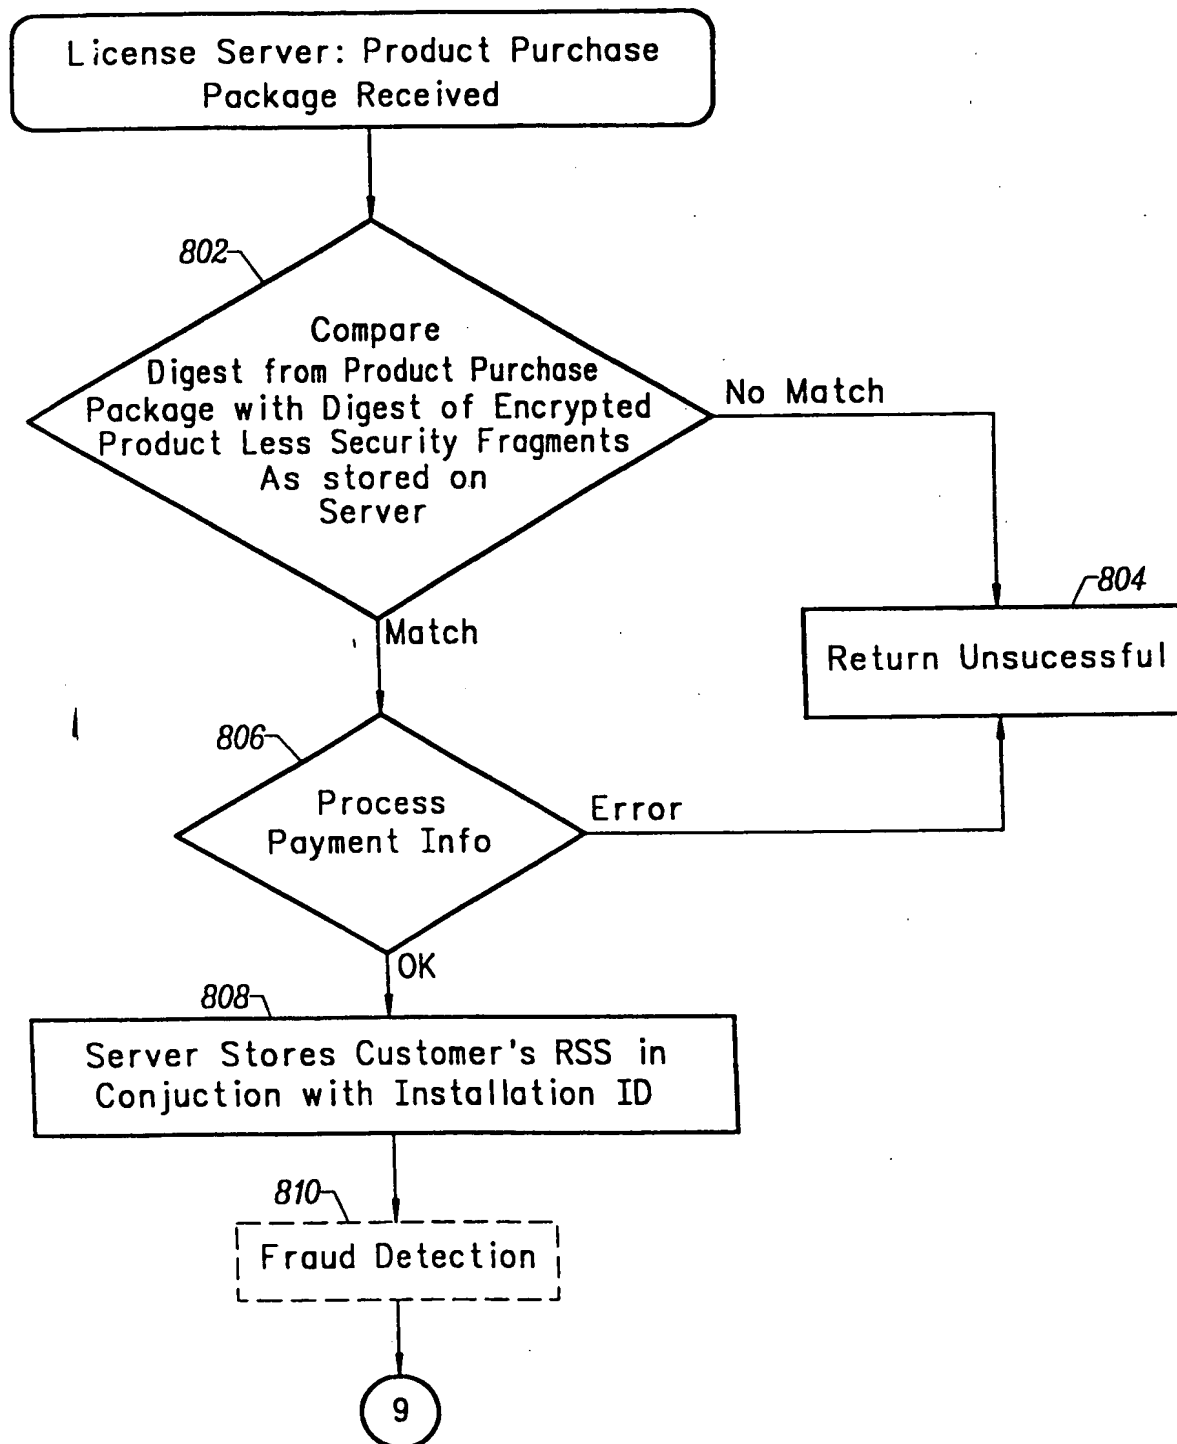 License Server: Product Purchase
Package Received
802
Compare
Digest from Product Purchase
Package with Digest of Encrypted
Product Less Security Fragments
As stored on
Server
No Match
804
Return Unsucessful
Match
806
Process
Payment Info
Error
OK
808
Server Stores Customer's RSS in
Conjuction with Installation ID
810
Fraud Detection
9